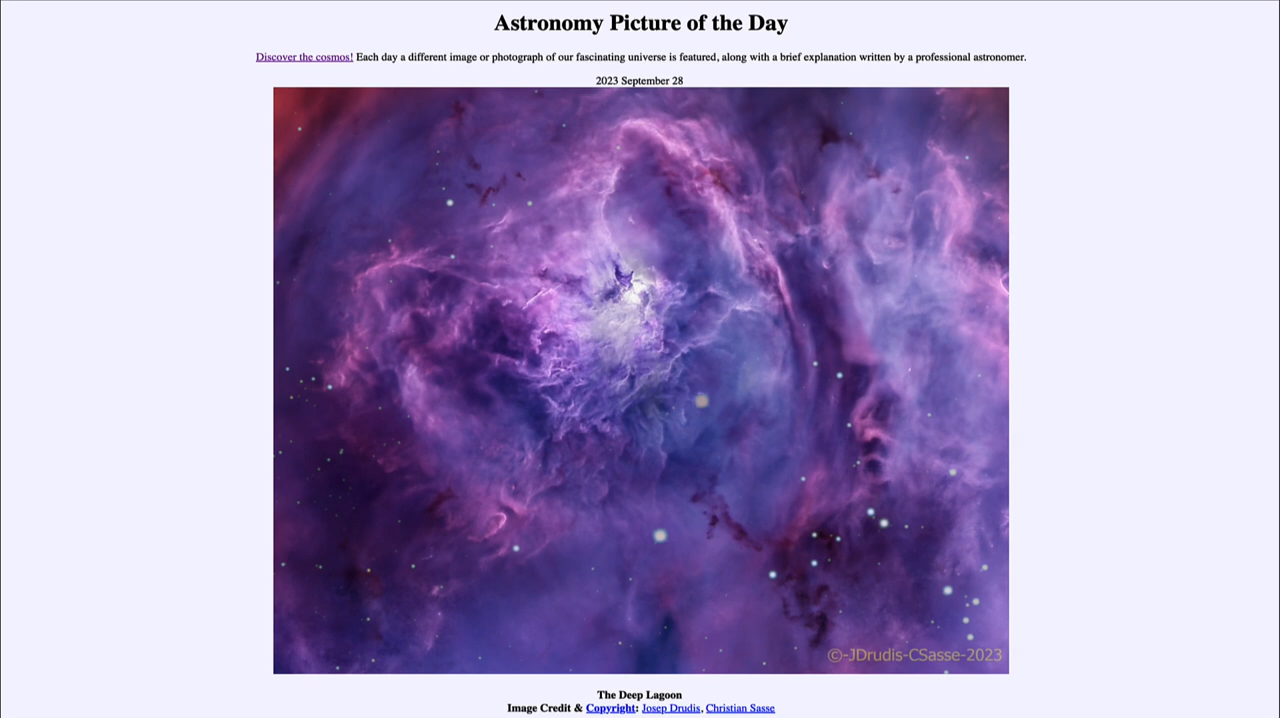 Astronomy Picture of the Day
Discover the cosmos! Each day a different image or photograph of our fascinating universe is featured, along with a brief explanation written by a professional astronomer.
2023 September 28
©-JDrudis-CSasse-2023
The Deep Lagoon
Image Credit & Copyright: Josep Drudis, Christian Sasse